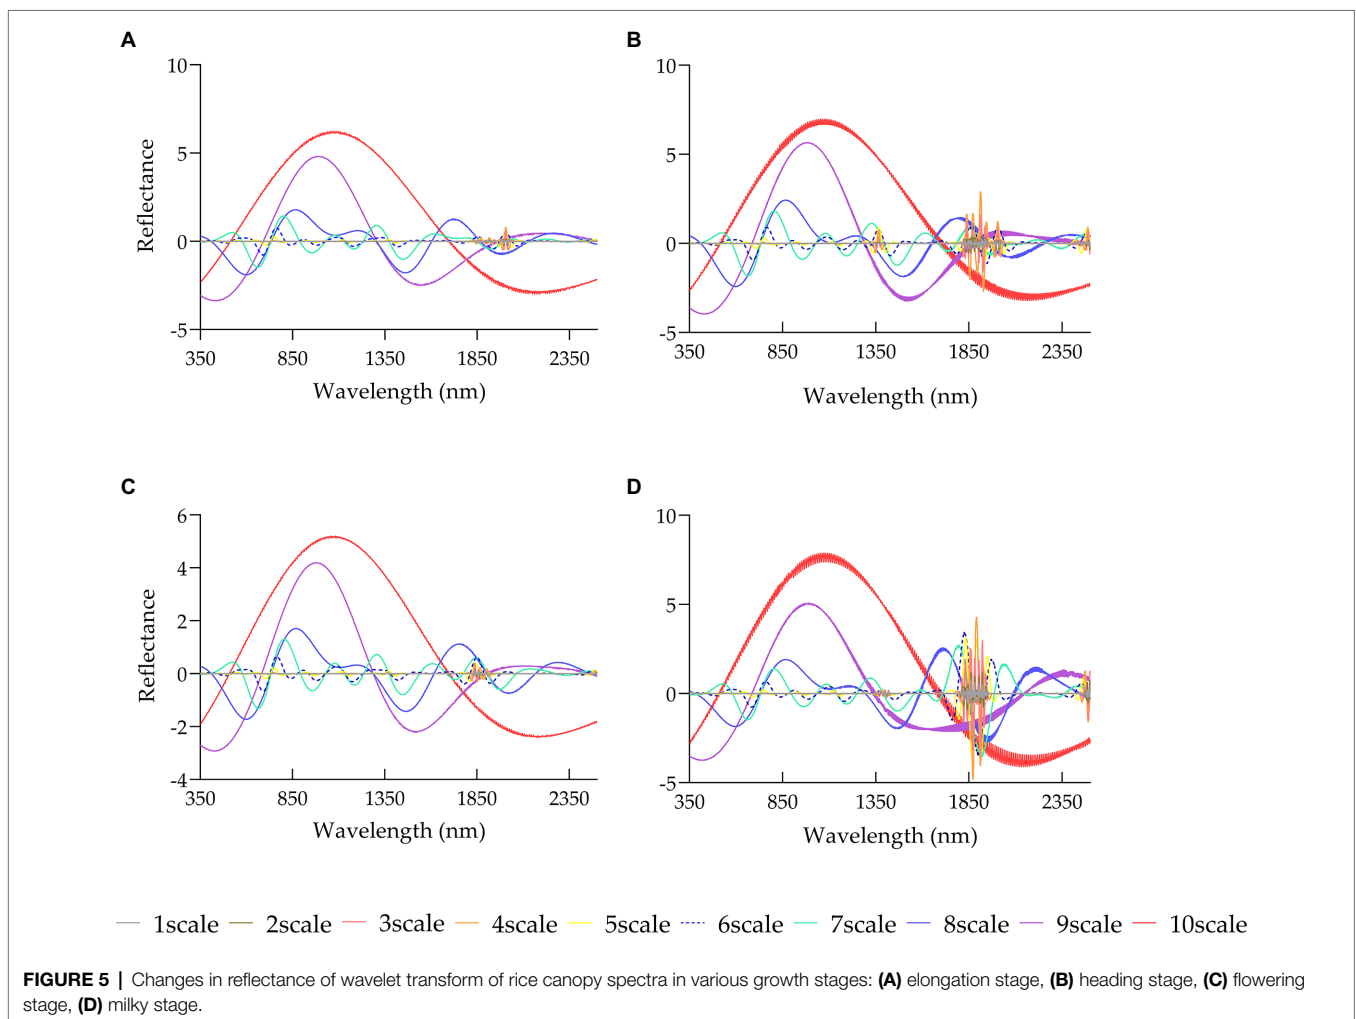 A
B
10
5
0
-5
Reflectance
350 850 1350 1850 2350
Wavelength (nm)
10
5
0
-5
350 850 1350 1850 2350
Wavelength (nm)
C
D
6
4
2
0
-2
-4
Reflectance
350 850 1350 1850 2350
Wavelength (nm)
10
5
0
-5
350 850 1350 1850 2350
Wavelength (nm)
1scale 2scale 3scale 4scale 5scale 6scale 7scale 8scale 9scale 10scale
FIGURE 5 | Changes in reflectance of wavelet transform of rice canopy spectra in various growth stages: (A) elongation stage, (B) heading stage, (C) flowering
stage, (D) milky stage.